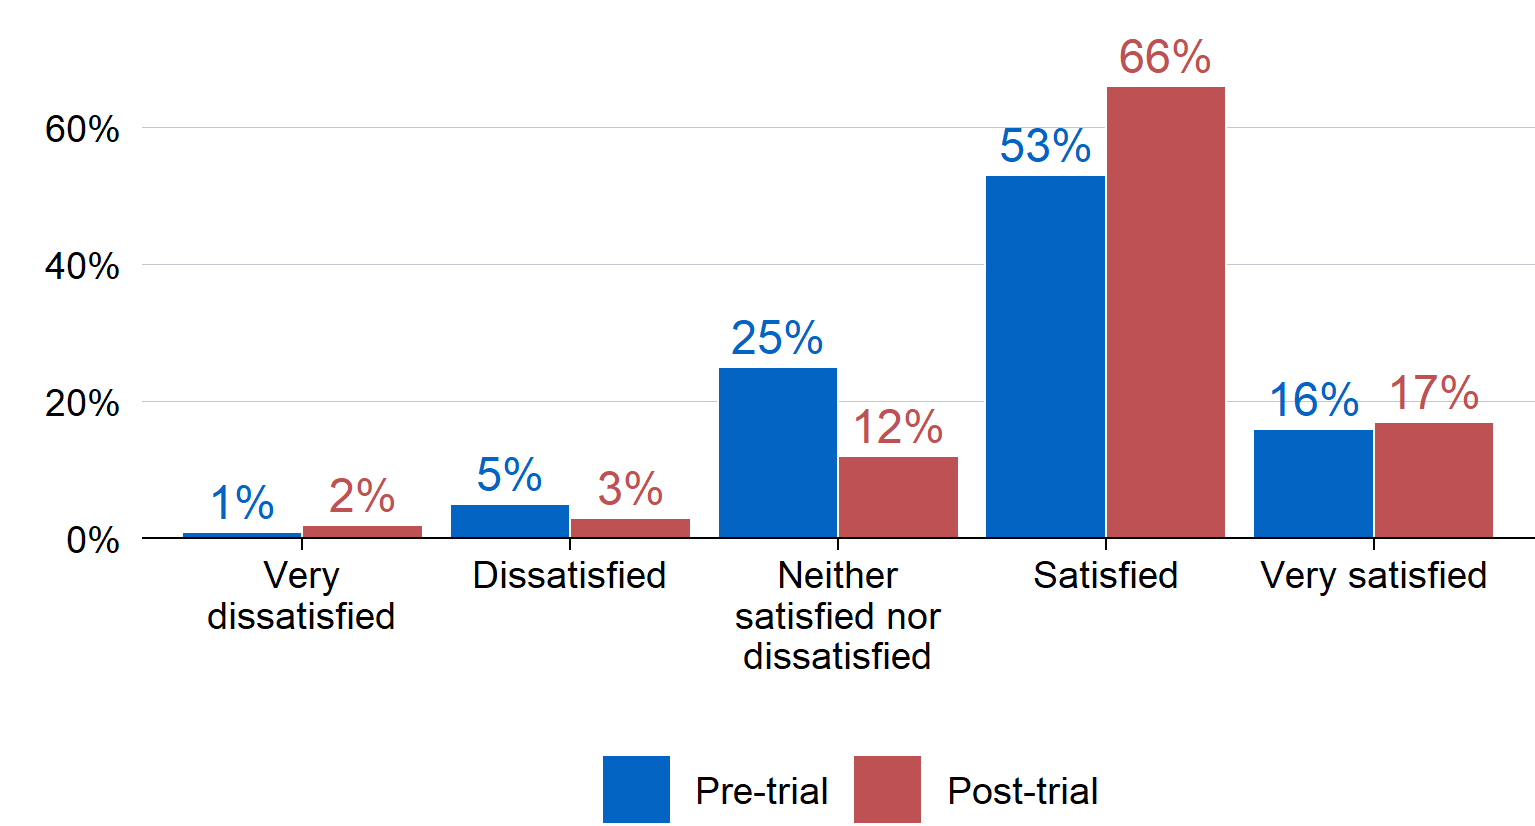 66%
60%
53%
40%
25%
20%
16%
17%
12%
5%
3%
1%
2%
0%
Very
dissatisfied
Dissatisfied
Neither
satisfied nor
dissatisfied
Satisfied
Very satisfied
Pre-trial
Post-trial